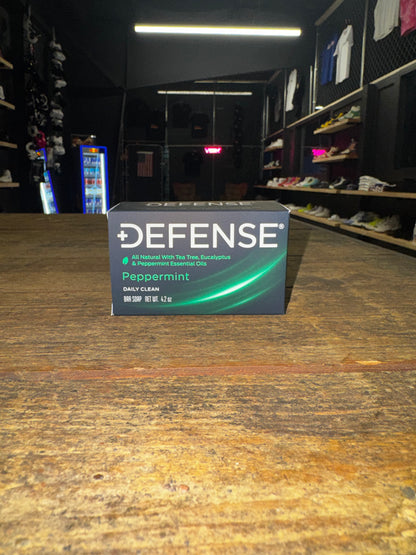 DEFENSE
DEFENSE®
All Natural With Tea Tree, Eucalyptus
& Peppermint Essential Oils
Peppermint
DAILY CLEAN
BAR SOAP NET WT. 4.2 oz